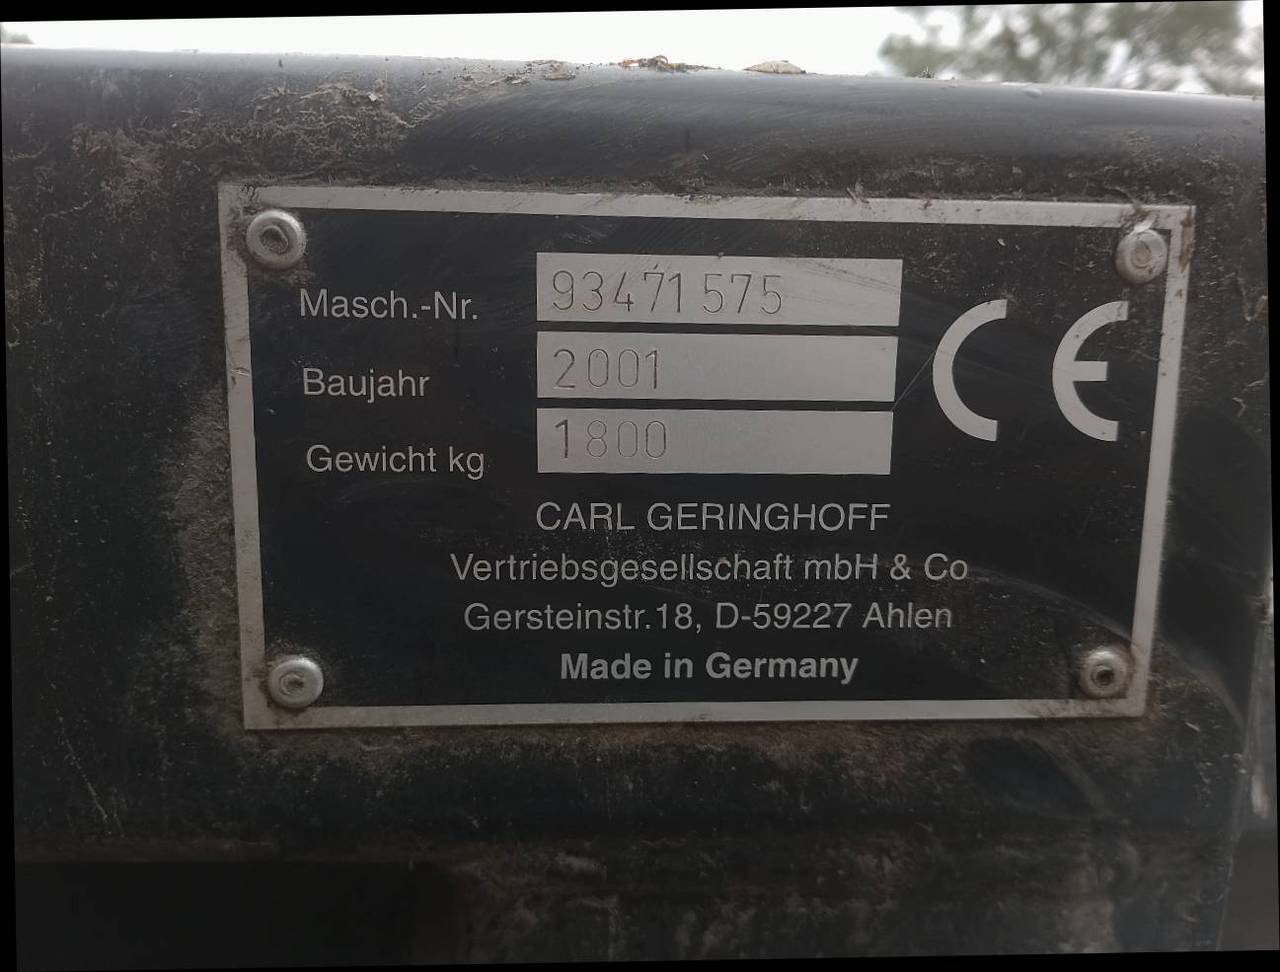 Masch.-Nr. 93471575
Baujahr 2001
Gewicht kg 1800
CE
CARL GERINGHOFF
Vertriebsgesellschaft mbH & Co
Gersteinstr.18, D-59227 Ahlen
Made in Germany